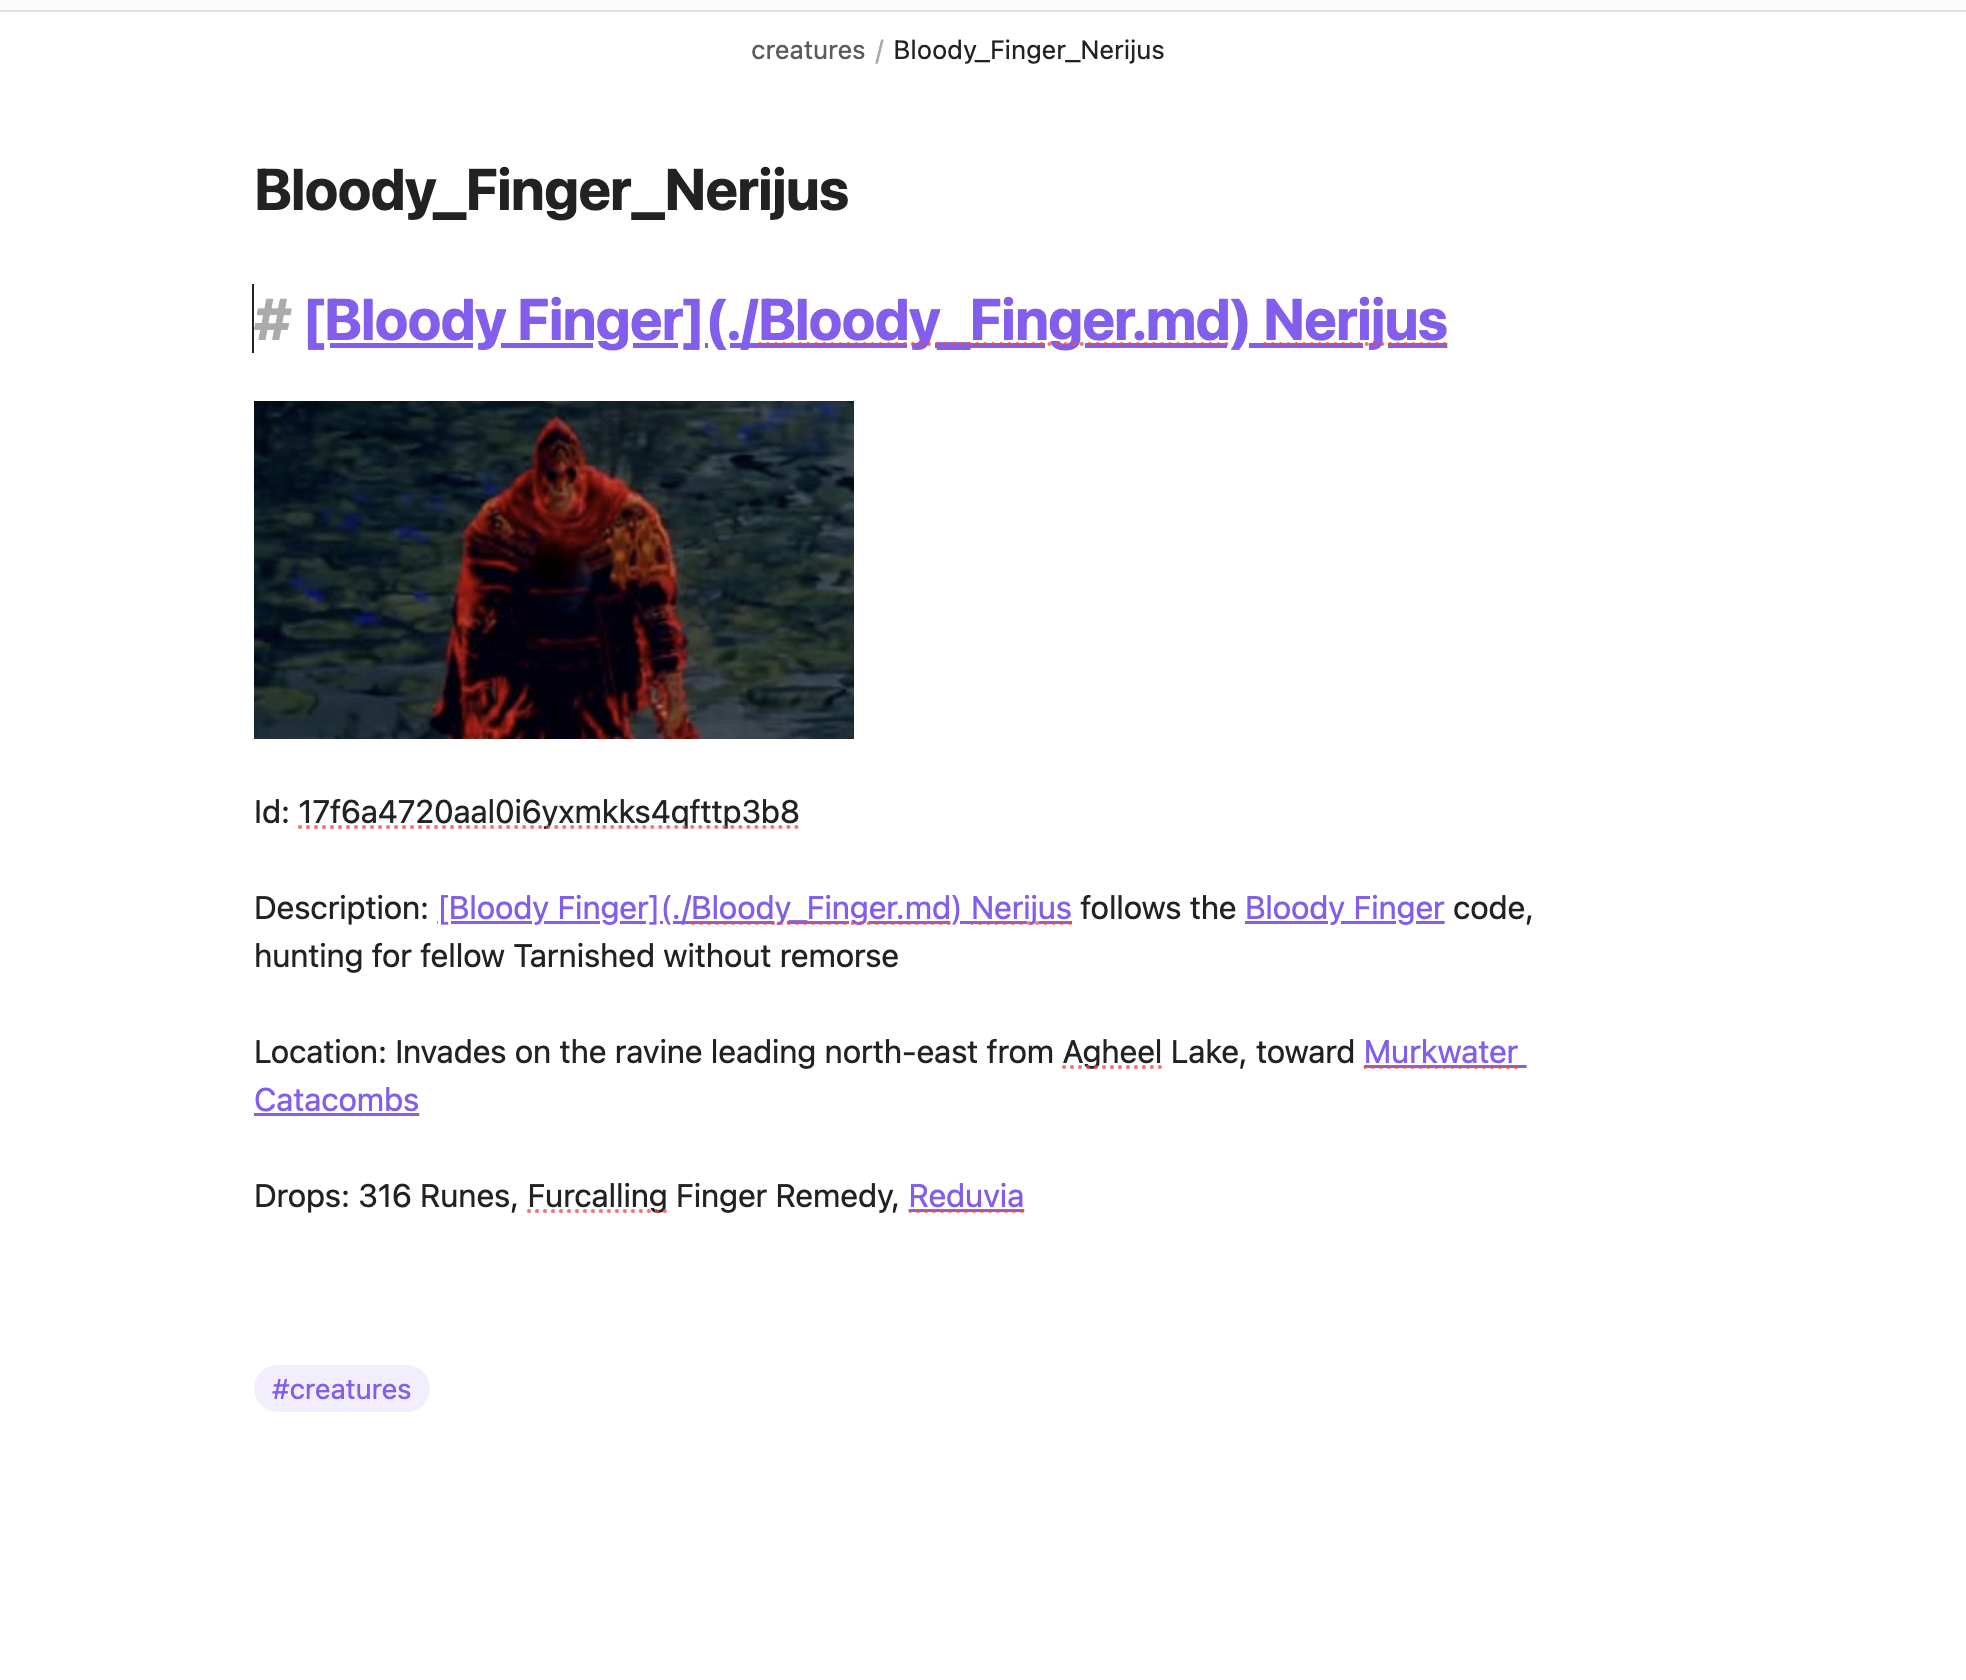 creatures / Bloody_Finger_Nerijus
Bloody_Finger_Nerijus
# [Bloody Finger](./Bloody_Finger.md) Nerijus
Id: 17f6a4720aal0i6yxmkks4qfttp3b8
Description: [Bloody Finger](./Bloody_Finger.md) Nerijus follows the Bloody Finger code,
hunting for fellow Tarnished without remorse
Location: Invades on the ravine leading north-east from Agheel Lake, toward Murkwater
Catacombs
Drops: 316 Runes, Furcalling Finger Remedy, Reduvia
#creatures